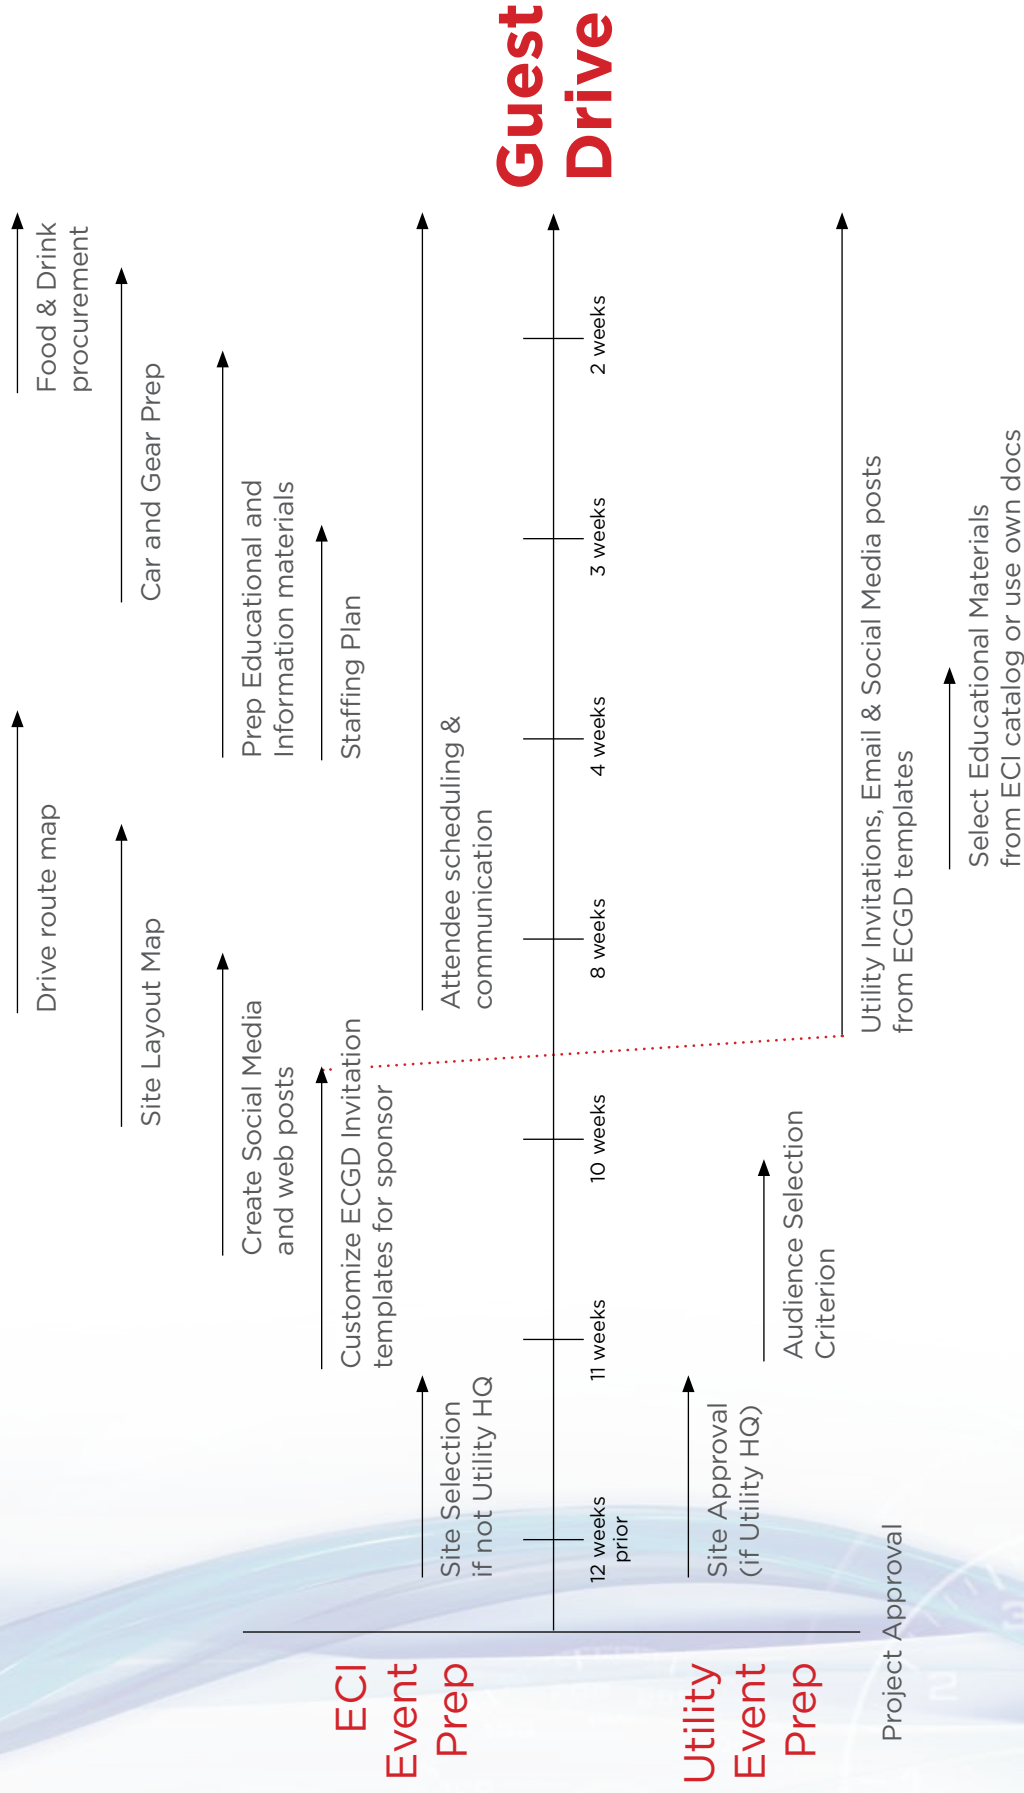 ECI
Event
Prep
Utility
Event
Prep
Project Approval
Guest
Drive
Drive route map
Food & Drink
procurement
Site Layout Map
Car and Gear Prep
Create Social Media
and web posts
Prep Educational and
Information materials
Customize ECGD Invitation
templates for sponsor
Staffing Plan
Site Selection
if not Utility HQ
Attendee scheduling &
communication
12 weeks
prior
11 weeks
10 weeks
8 weeks
4 weeks
3 weeks
2 weeks
Site Approval
(if Utility HQ)
Audience Selection
Criterion
Utility Invitations, Email & Social Media posts
from ECGD templates
Select Educational Materials
from ECI catalog or use own docs
2
3